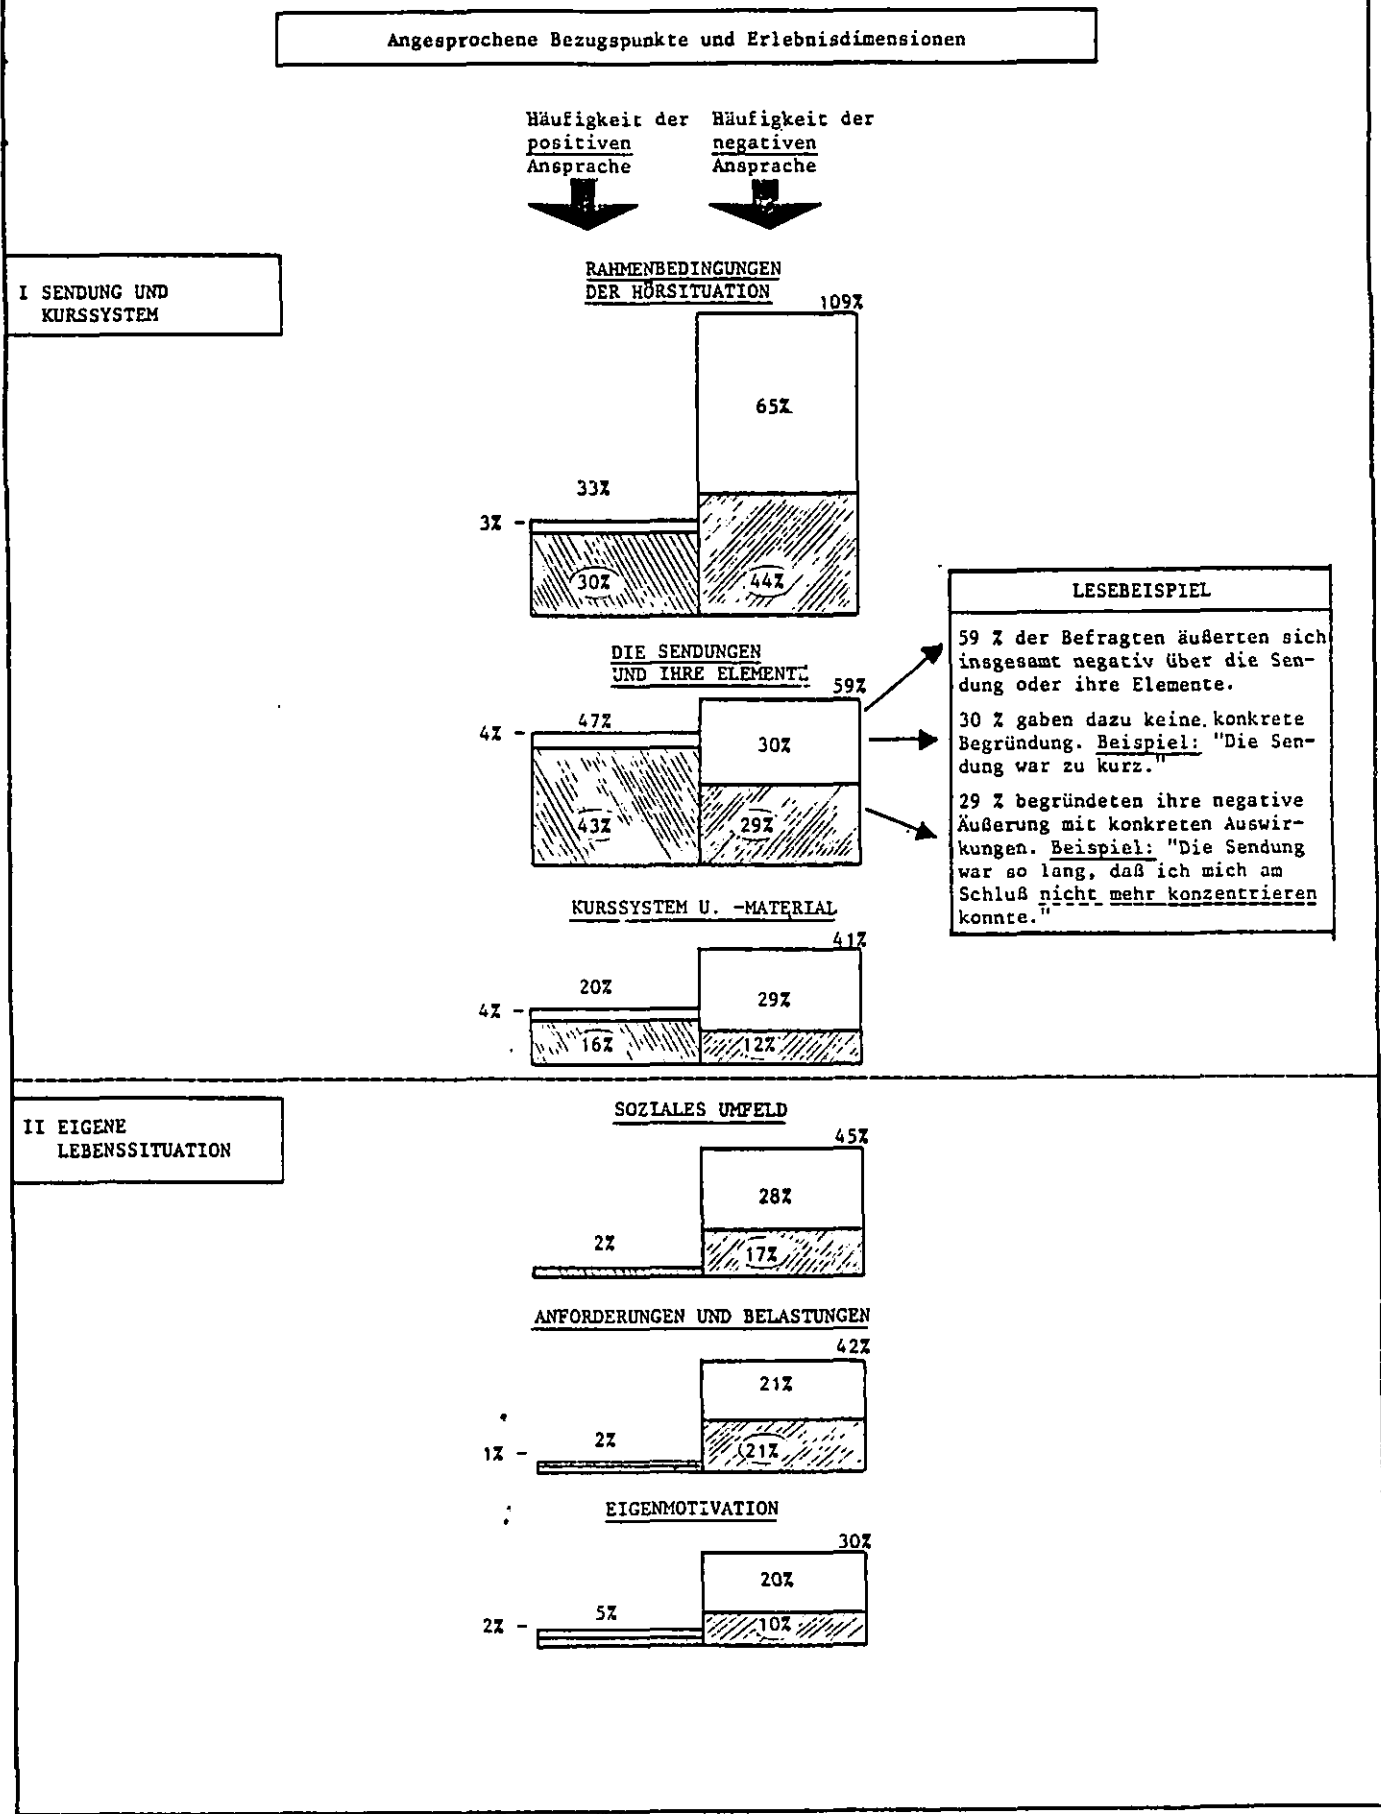 Angesprochene Bezugspunkte und Erlebnisdimensionen
Häufigkeit der
positiven
Ansprache
Häufigkeit der
negativen
Ansprache
I SENDUNG UND
KURSSYSTEM
RAHMENBEDINGUNGEN
DER HÖRSITUATION
109%
65%
33%
3% -
30%
44%
DIE SENDUNGEN
UND IHRE ELEMENTE
59%
47%
4% -
30%
43%
29%
LESEBEISPIEL
59 % der Befragten äußerten sich
insgesamt negativ über die Sen-
dung oder ihre Elemente.
30 % gaben dazu keine konkrete
Begründung. Beispiel: "Die Sen-
dung war zu kurz."
29 % begründeten ihre negative
Äußerung mit konkreten Auswir-
kungen. Beispiel: "Die Sendung
war so lang, daß ich mich am
Schluß nicht mehr konzentrieren
konnte."
KURSSYSTEM U. -MATERIAL
41%
20%
4% -
29%
16%
12%
II EIGENE
LEBENSSITUATION
SOZIALES UMFELD
45%
28%
2%
17%
ANFORDERUNGEN UND BELASTUNGEN
42%
21%
2%
1% -
21%
EIGENMOTIVATION
30%
20%
5%
2% -
10%